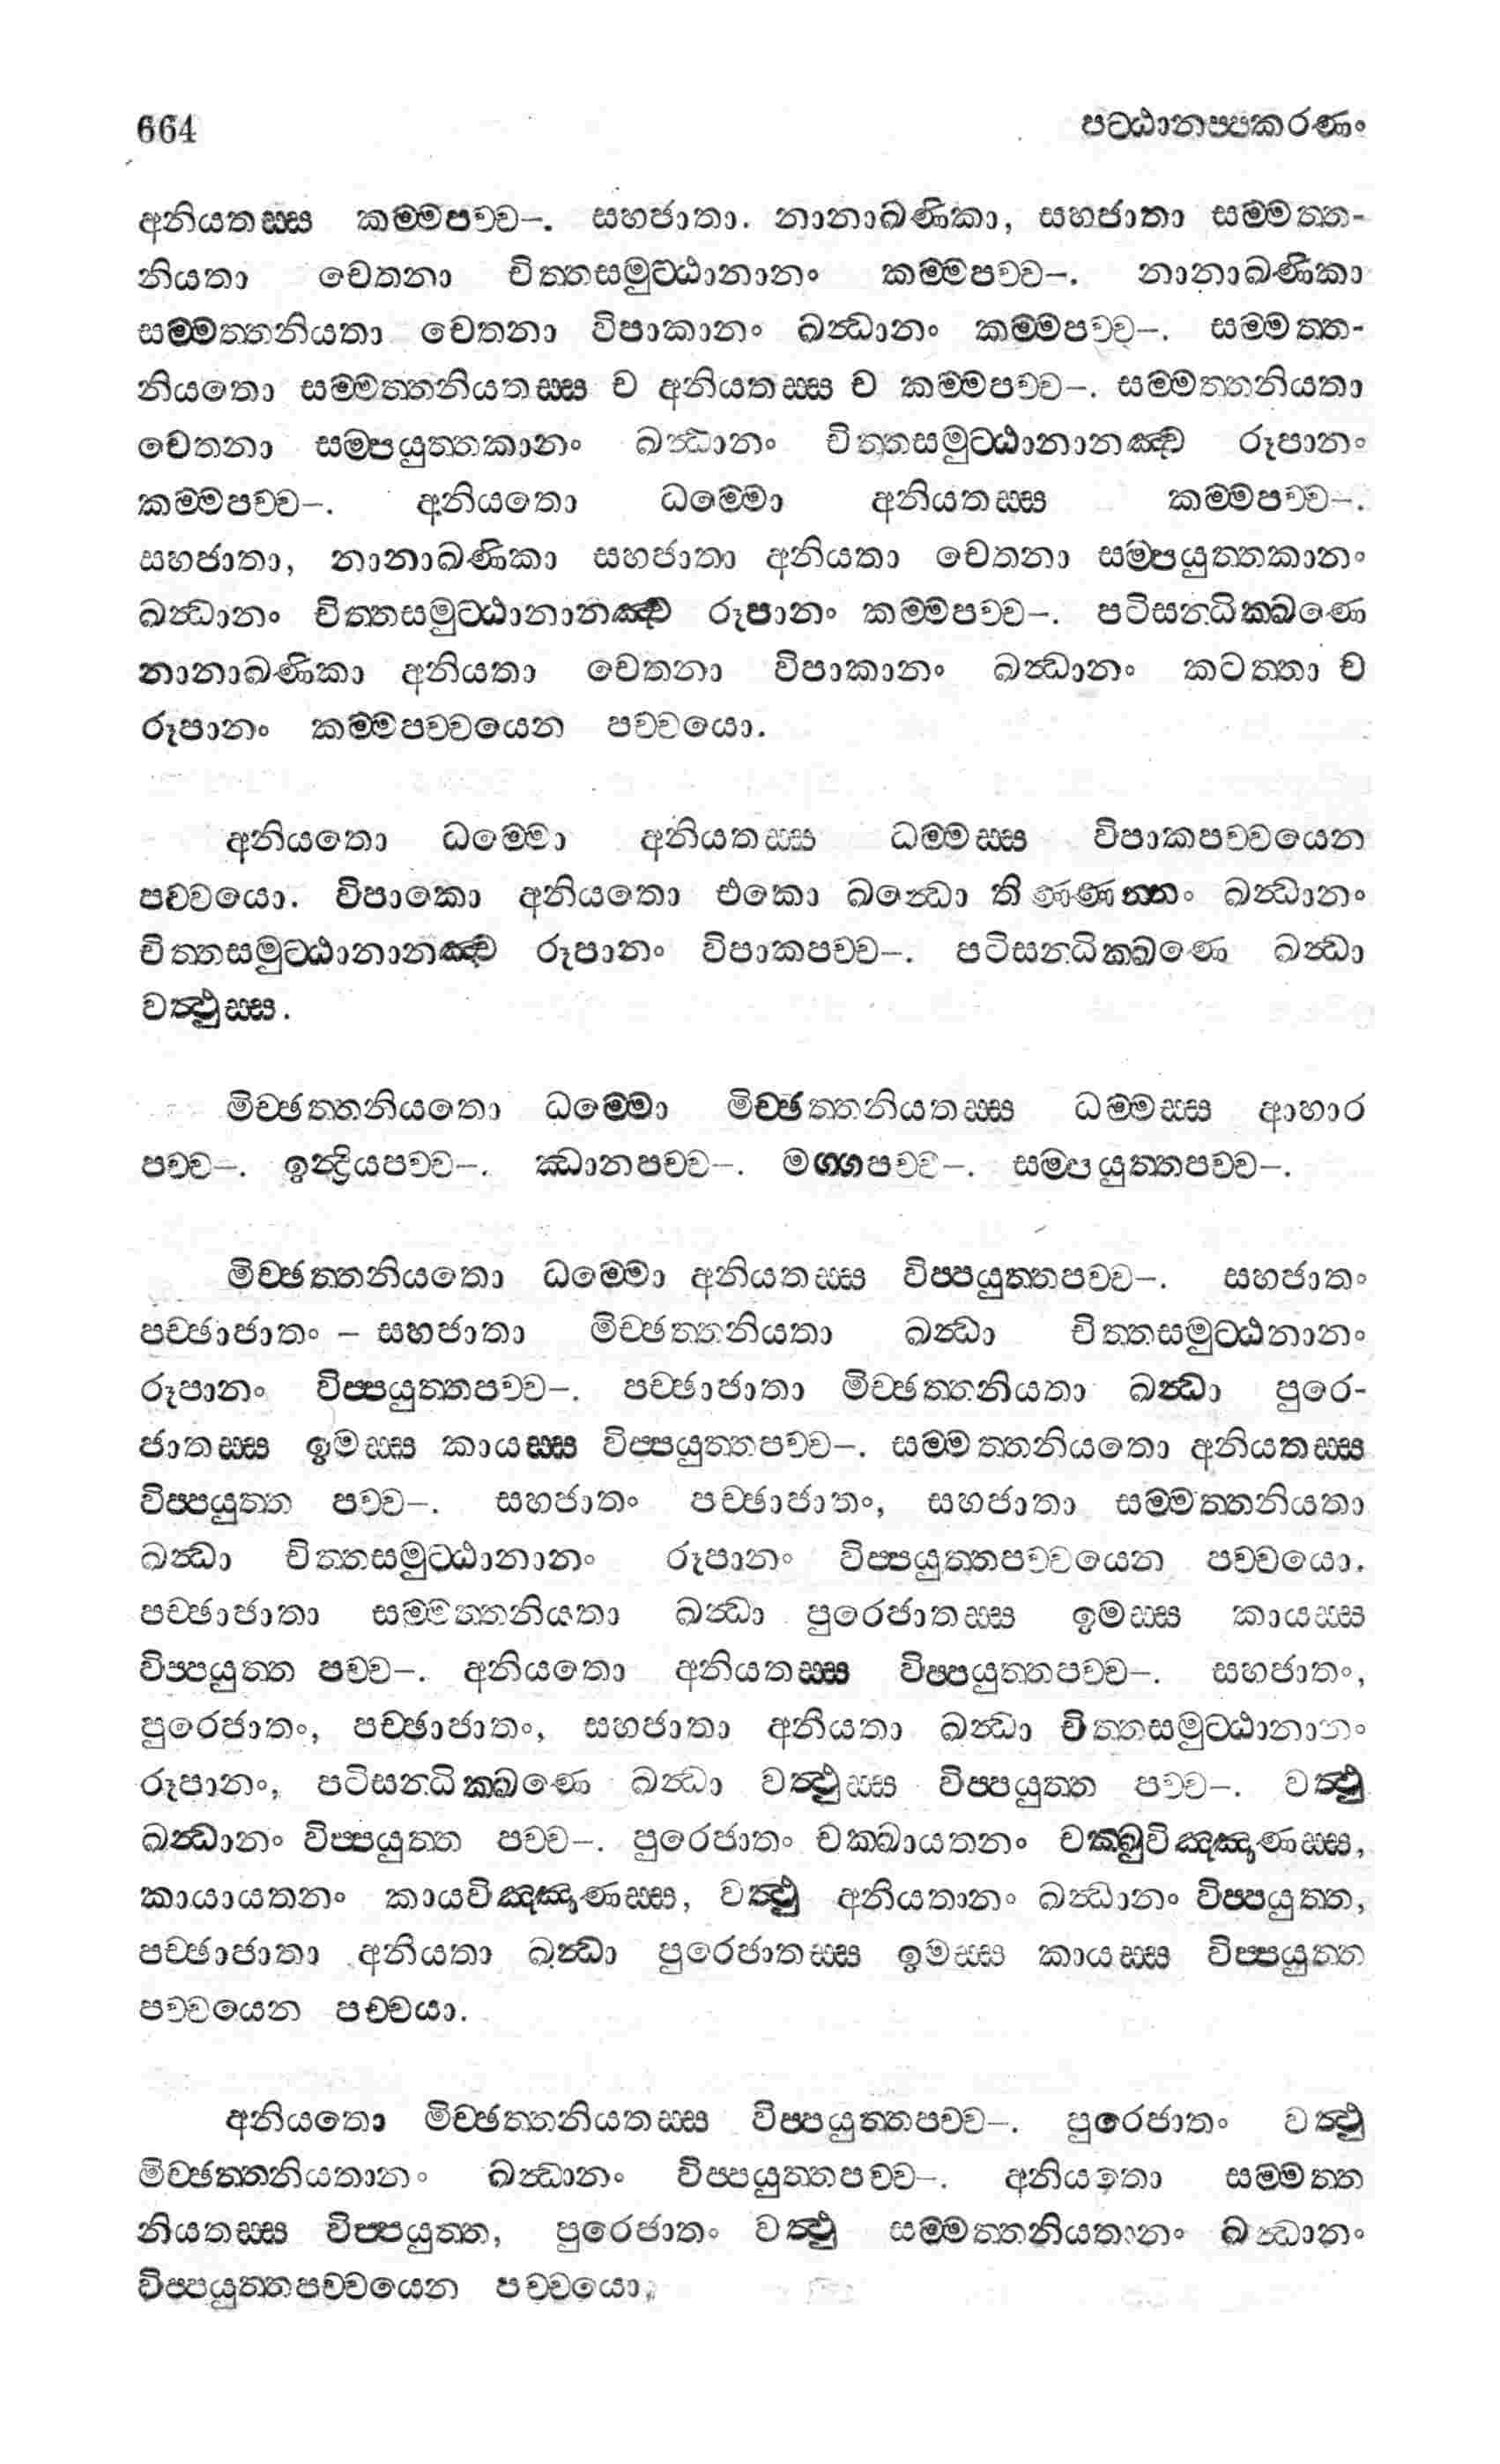 664 පට්ඨානප්පකරණං
අනියතස්ස කම්මපච්ච–. සහජාතා. නානාඛණිකා, සහජාතා සම්මත්ත-
නියතා චෙතනා චිත්තසමුට්ඨානානං කම්මපච්ච–. නානාඛණිකා
සම්මත්තනියතා චෙතනා විපාකානං ඛන්ධානං කම්මපච්ච–. සම්මත්ත-
නියතො සම්මත්තනියතස්ස ච අනියතස්ස ච කම්මපච්ච–. සම්මත්තනියතා
චෙතනා සම්පයුත්තකානං ඛන්ධානං චිත්තසමුට්ඨානානඤ්ච රූපානං
කම්මපච්ච–. අනියතො ධම්මො අනියතස්ස කම්මපච්ච–.
සහජාතා, නානාඛණිකා සහජාතා අනියතා චෙතනා සම්පයුත්තකානං
ඛන්ධානං චිත්තසමුට්ඨානානඤ්ච රූපානං කම්මපච්ච–. පටිසන්ධික්ඛණෙ
නානාඛණිකා අනියතා චෙතනා විපාකානං ඛන්ධානං කටත්තා ච
රූපානං කම්මපච්චයෙන පච්චයො.
අනියතො ධම්මො අනියතස්ස ධම්මස්ස විපාකපච්චයෙන
පච්චයො. විපාකො අනියතො එකො ඛන්ධො තිණ්ණත්තං ඛන්ධානං
චිත්තසමුට්ඨානානඤ්ච රූපානං විපාකපච්ච–. පටිසන්ධික්ඛණෙ ඛන්ධා
වත්ථුස්ස.
මිච්ඡත්තනියතො ධම්මො මිච්ඡත්තනියතස්ස ධම්මස්ස ආහාර
පච්ච–. ඉන්ද්‍රියපච්ච–. ඣානපච්ච–. මග්ගපච්ච–. සම්පයුත්තපච්ච–.
මිච්ඡත්තනියතො ධම්මො අනියතස්ස විප්පයුත්තපච්ච–. සහජාතං
පච්ඡාජාතං – සහජාතා මිච්ඡත්තනියතා ඛන්ධා චිත්තසමුට්ඨනානං
රූපානං විප්පයුත්තපච්ච–. පච්ඡාජාතා මිච්ඡත්තනියතා ඛන්ධා පුරෙ-
ජාතස්ස ඉමස්ස කායස්ස විප්පයුත්තපච්ච–. සම්මත්තනියතො අනියතස්ස
විප්පයුත්ත පච්ච–. සහජාතං පච්ඡාජාතං, සහජාතා සම්මත්තනියතා
ඛන්ධා චිත්තසමුට්ඨානානං රූපානං විප්පයුත්තපච්චයෙන පච්චයො.
පච්ඡාජාතා සම්මත්තනියතා ඛන්ධා පුරෙජාතස්ස ඉමස්ස කායස්ස
විප්පයුත්ත පච්ච–. අනියතො අනියතස්ස විප්පයුත්තපච්ච–. සහජාතං,
පුරෙජාතං, පච්ඡාජාතං, සහජාතා අනියතා ඛන්ධා චිත්තසමුට්ඨානානං
රූපානං, පටිසන්ධික්ඛණෙ ඛන්ධා වත්ථුස්ස විප්පයුත්ත පච්ච–. වත්ථු
ඛන්ධානං විප්පයුත්ත පච්ච–. පුරෙජාතං චක්ඛායතනං චක්ඛුවිඤ්ඤණස්ස,
කායායතනං කායවිඤ්ඤණස්ස, වත්ථු අනියතානං ඛන්ධානං විප්පයුත්ත,
පච්ඡාජාතා අනියතා ඛන්ධා පුරෙජාතස්ස ඉමස්ස කායස්ස විප්පයුත්ත
පච්චයෙන පච්චයා.
අනියතො මිච්ඡත්තනියතස්ස විප්පයුත්තපච්ච–. පුරෙජාතං වත්ථු
මිච්ඡත්තනියතානං ඛන්ධානං විප්පයුත්තපච්ච–. අනියඉතා සම්මත්ත
නියතස්ස විප්පයුත්ත, පුරෙජාතං වත්ථු සම්මත්තනියතානං ඛන්ධානං
විප්පයුත්තපච්චයෙන පච්චයො,